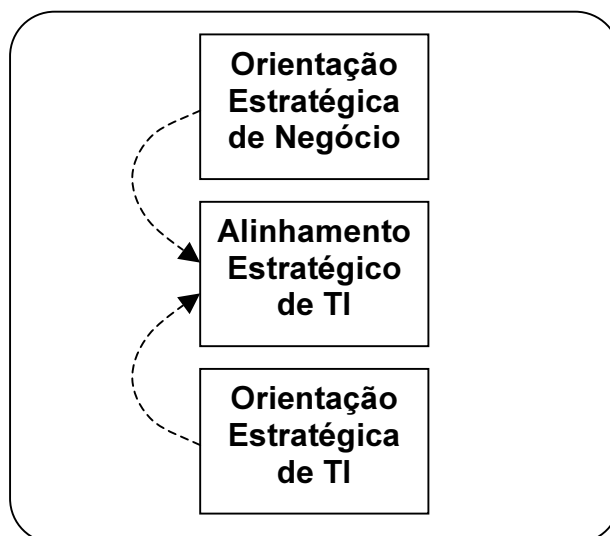 Orientação
Estratégica
de Negócio
Alinhamento
Estratégico
de TI
Orientação
Estratégica
de TI